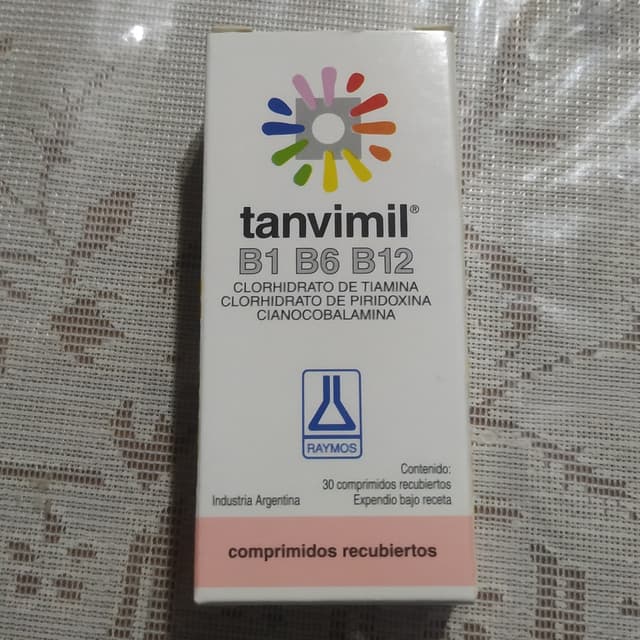 tanvimil®
B1 B6 B12
CLORHIDRATO DE TIAMINA
CLORHIDRATO DE PIRIDOXINA
CIANOCOBALAMINA
RAYMOS
Contenido:
30 comprimidos recubiertos
Industria Argentina Expendio bajo receta
comprimidos recubiertos